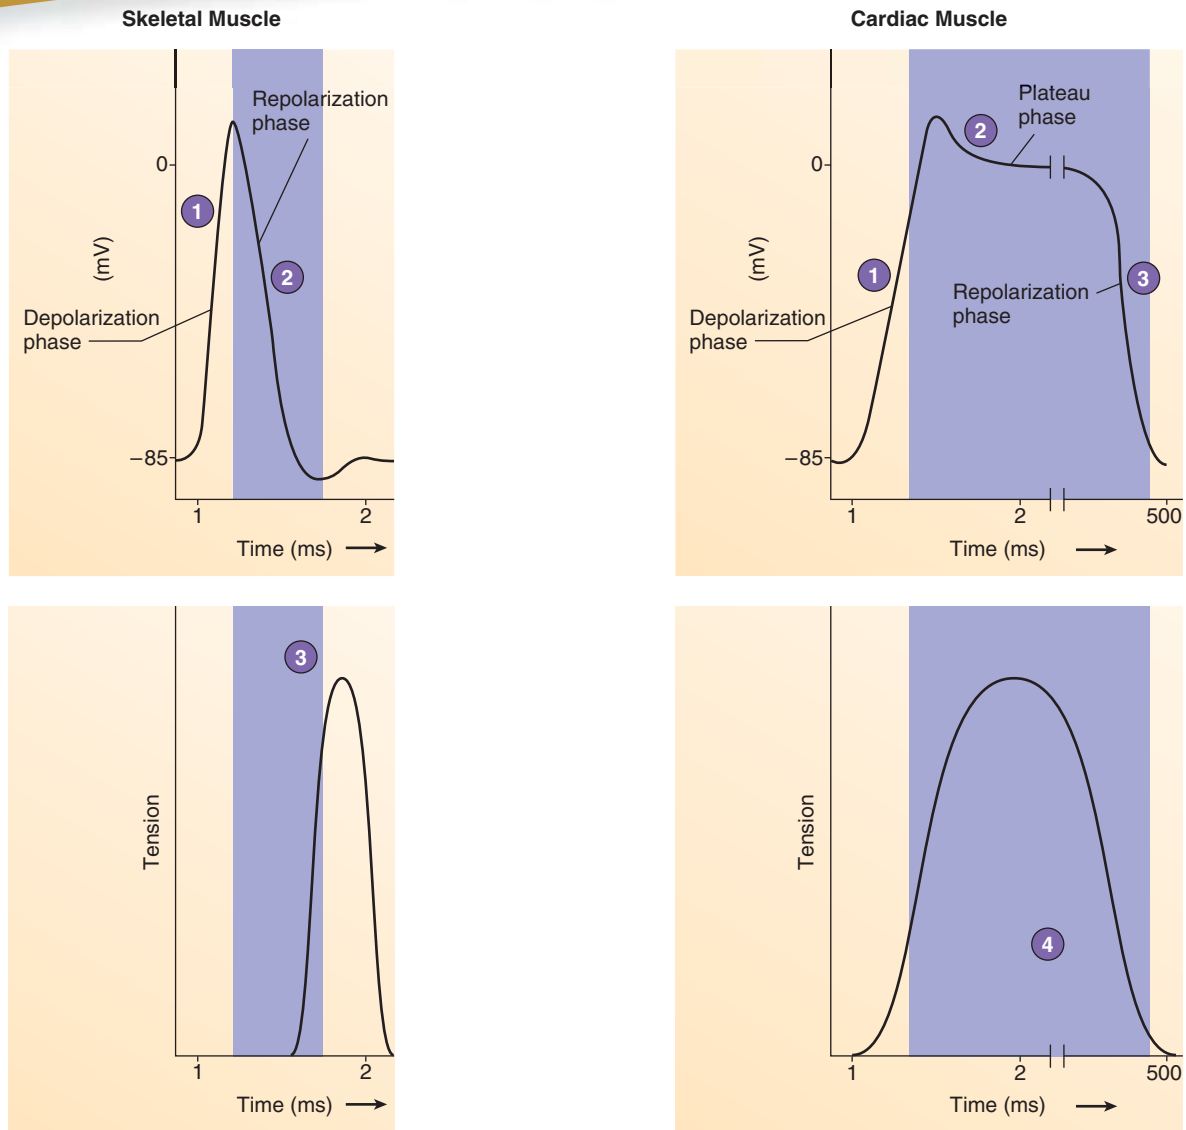 Skeletal Muscle
Repolarization
phase
0
1
(mV)
2
Depolarization
phase
–85
1
2
Time (ms)
Cardiac Muscle
Plateau
phase
2
0
(mV)
1
3
Repolarization
phase
Depolarization
phase
–85
1
2
500
Time (ms)
3
Tension
1
2
Time (ms)
Tension
4
1
2
500
Time (ms)